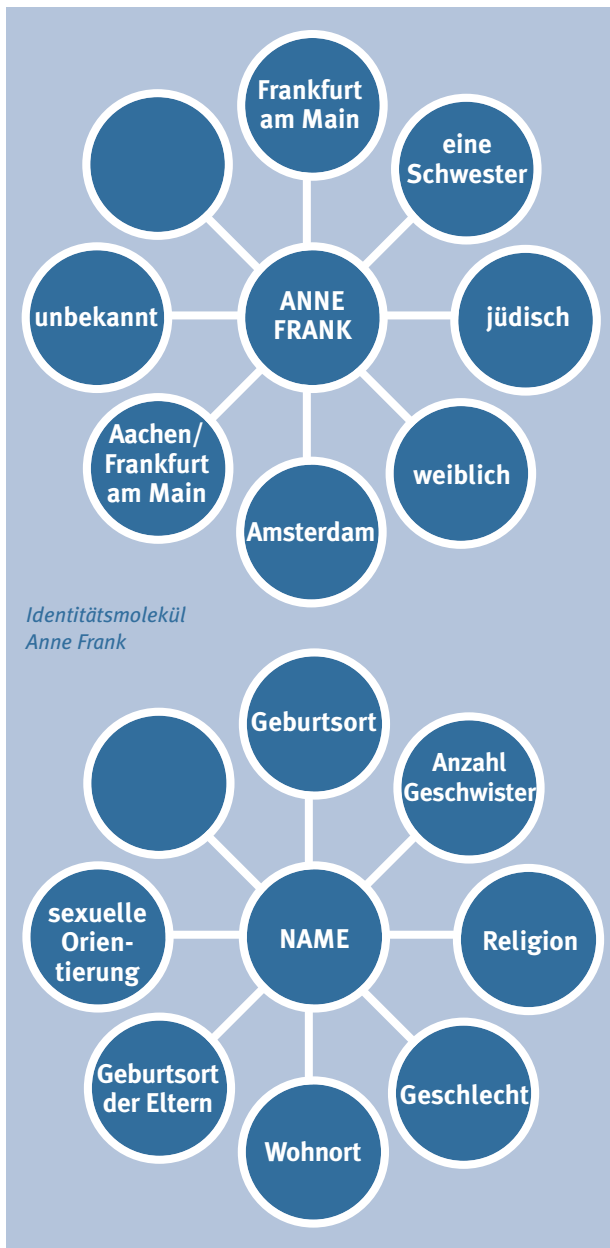 Frankfurt
am Main
eine
Schwester
jüdisch
weiblich
Amsterdam
Aachen/
Frankfurt
am Main
unbekannt
ANNE
FRANK
Identitätsmolekül
Anne Frank
Geburtsort
Anzahl
Geschwister
Religion
Geschlecht
Wohnort
Geburtsort
der Eltern
sexuelle
Orien-
tierung
NAME